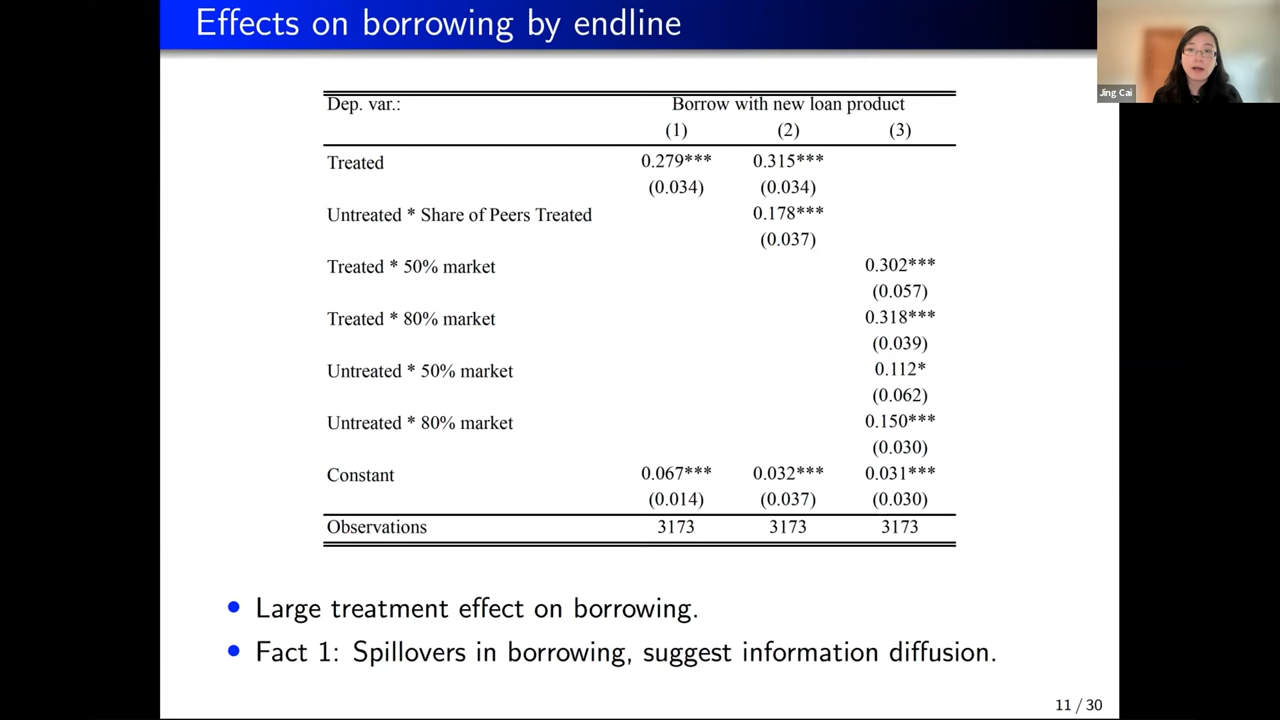 Effects on borrowing by endline
Jing Cai
Dep. var.: Borrow with new loan product
(1) (2) (3)
Treated 0.279*** 0.315***
(0.034) (0.034)
Untreated * Share of Peers Treated 0.178***
(0.037)
Treated * 50% market 0.302***
(0.057)
Treated * 80% market 0.318***
(0.039)
Untreated * 50% market 0.112*
(0.062)
Untreated * 80% market 0.150***
(0.030)
Constant 0.067*** 0.032*** 0.031***
(0.014) (0.037) (0.030)
Observations 3173 3173 3173
Large treatment effect on borrowing.
Fact 1: Spillovers in borrowing, suggest information diffusion.
11 / 30